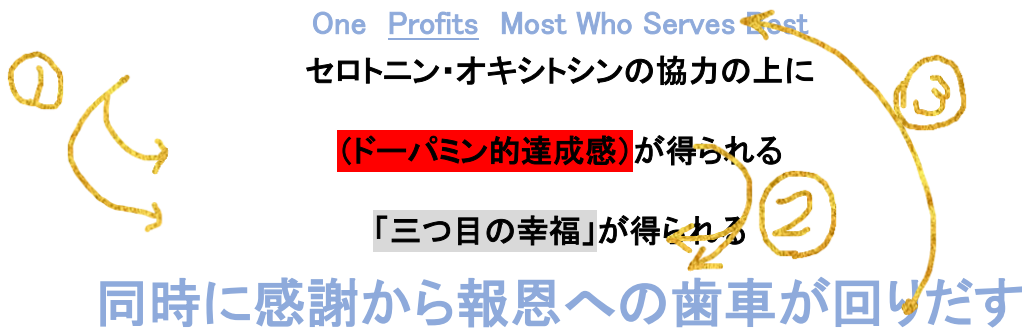 One Profits Most Who Serves Best
セロトニン・オキシトシンの協力の上に
①
(ドーパミン的達成感)が得られる
③
②
「三つ目の幸福」が得られる
同時に感謝から報恩への歯車が回りだす